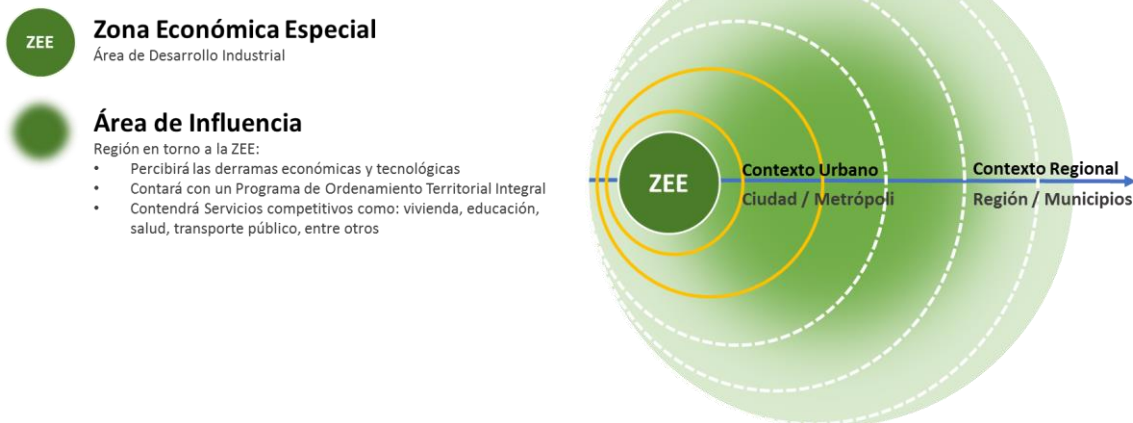 ZEE
Zona Económica Especial
Área de Desarrollo Industrial
Área de Influencia
Región en torno a la ZEE:
• Percibirá las derramas económicas y tecnológicas
• Contará con un Programa de Ordenamiento Territorial Integral
• Contendrá Servicios competitivos como: vivienda, educación,
salud, transporte público, entre otros
ZEE
Contexto Urbano
Ciudad / Metrópoli
Contexto Regional
Región / Municipios